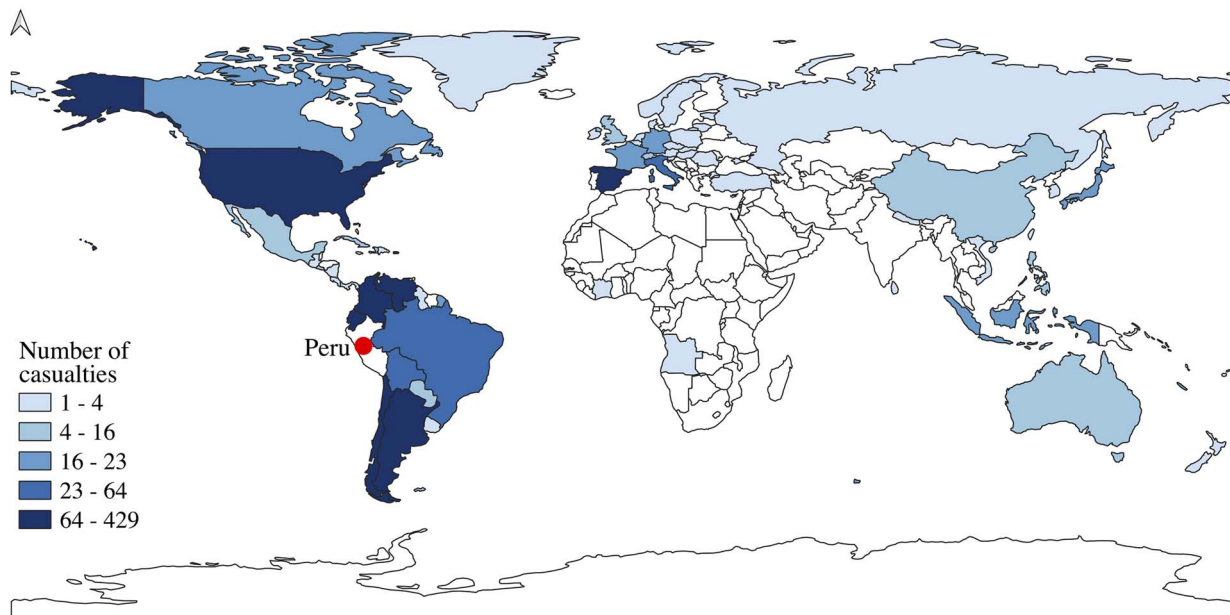 Peru
Number of
casualties
1 - 4
4 - 16
16 - 23
23 - 64
64 - 429